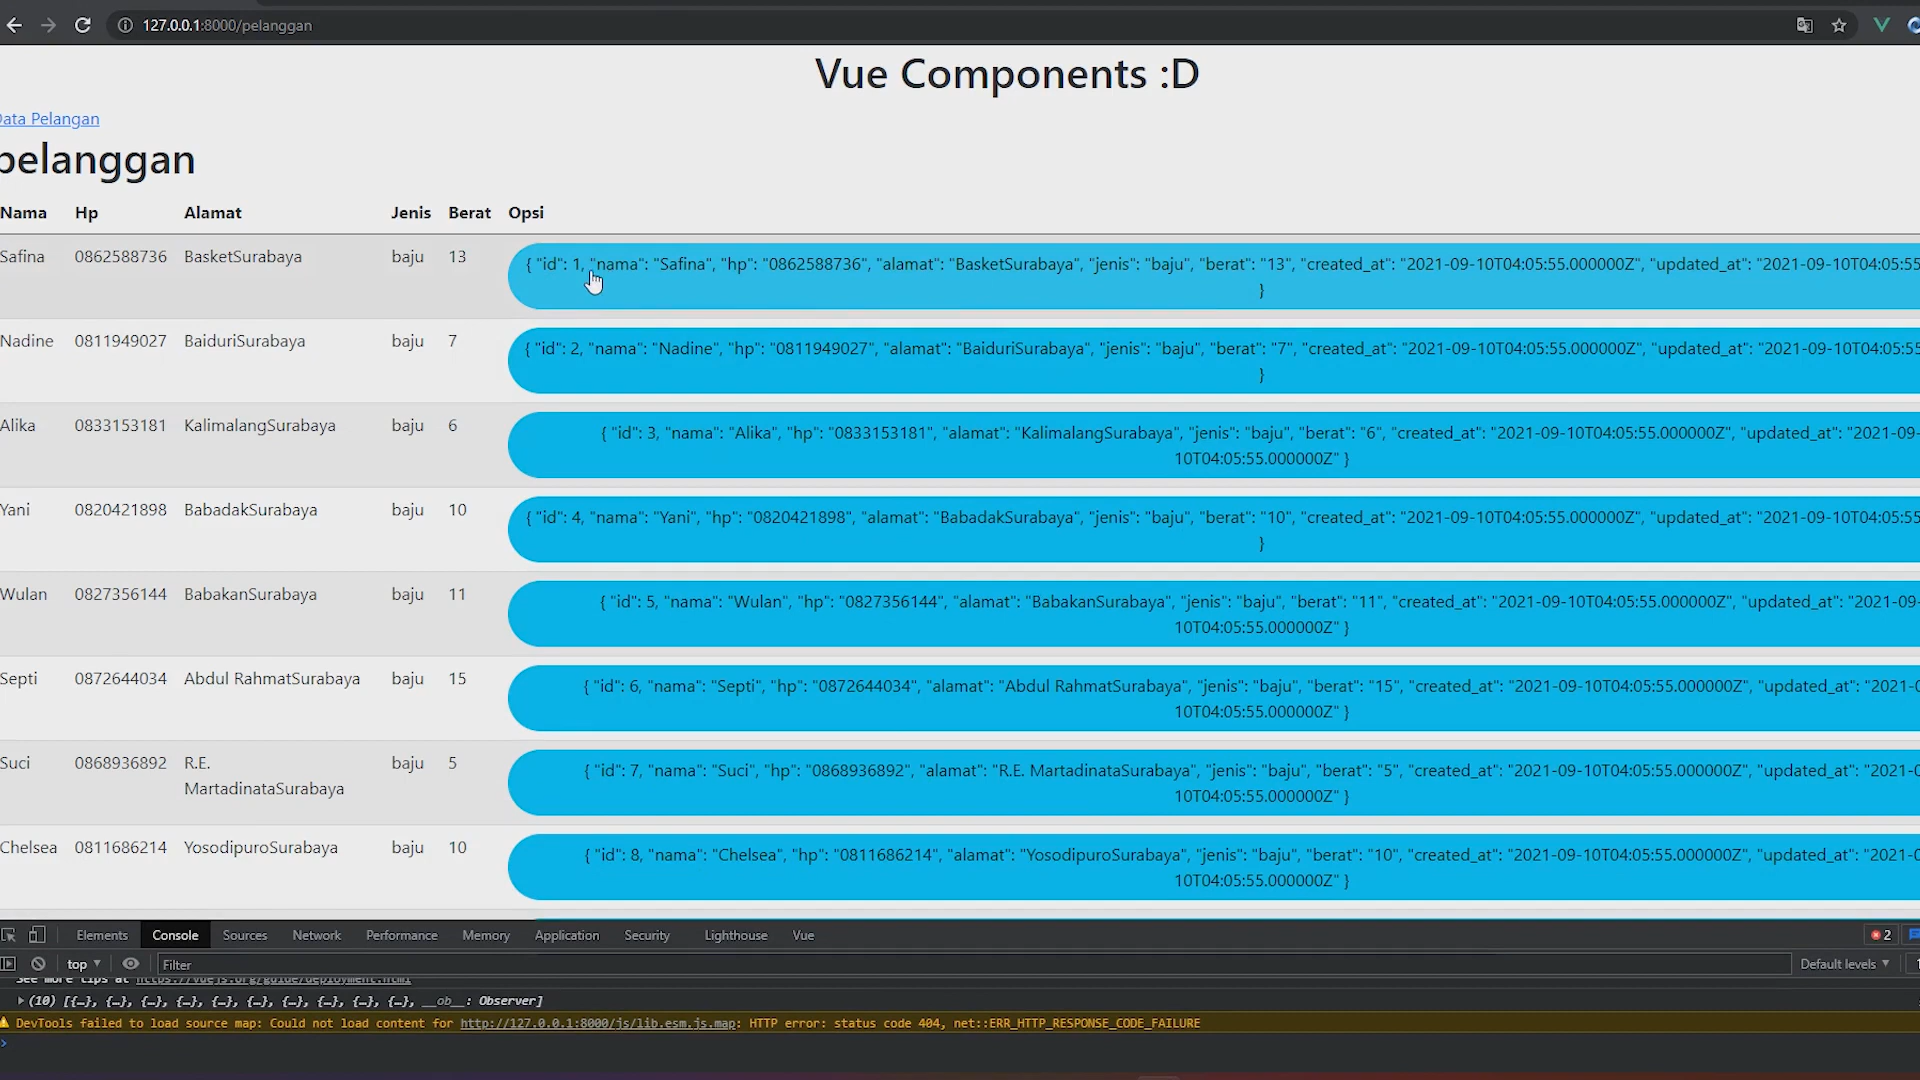 127.0.0.1:8000/pelanggan
Vue Components :D
ata Pelangan
pelanggan
Nama Hp Alamat Jenis Berat Opsi
Safina 0862588736 BasketSurabaya baju 13 { "id": 1, "nama": "Safina", "hp": "0862588736", "alamat": "BasketSurabaya", "jenis": "baju", "berat": "13", "created_at": "2021-09-10T04:05:55.000000Z", "updated_at": "2021-09-10T04:05:55
}
Nadine 0811949027 BaiduriSurabaya baju 7 { "id": 2, "nama": "Nadine", "hp": "0811949027", "alamat": "BaiduriSurabaya", "jenis": "baju", "berat": "7", "created_at": "2021-09-10T04:05:55.000000Z", "updated_at": "2021-09-10T04:05:55
}
Alika 0833153181 KalimalangSurabaya baju 6 { "id": 3, "nama": "Alika", "hp": "0833153181", "alamat": "KalimalangSurabaya", "jenis": "baju", "berat": "6", "created_at": "2021-09-10T04:05:55.000000Z", "updated_at": "2021-09-
10T04:05:55.000000Z" }
Yani 0820421898 BabadakSurabaya baju 10 { "id": 4, "nama": "Yani", "hp": "0820421898", "alamat": "BabadakSurabaya", "jenis": "baju", "berat": "10", "created_at": "2021-09-10T04:05:55.000000Z", "updated_at": "2021-09-10T04:05:55
}
Wulan 0827356144 BabakanSurabaya baju 11 { "id": 5, "nama": "Wulan", "hp": "0827356144", "alamat": "BabakanSurabaya", "jenis": "baju", "berat": "11", "created_at": "2021-09-10T04:05:55.000000Z", "updated_at": "2021-09-
10T04:05:55.000000Z" }
Septi 0872644034 Abdul RahmatSurabaya baju 15 { "id": 6, "nama": "Septi", "hp": "0872644034", "alamat": "Abdul RahmatSurabaya", "jenis": "baju", "berat": "15", "created_at": "2021-09-10T04:05:55.000000Z", "updated_at": "2021-0
10T04:05:55.000000Z" }
Suci 0868936892 R.E. baju 5 { "id": 7, "nama": "Suci", "hp": "0868936892", "alamat": "R.E. MartadinataSurabaya", "jenis": "baju", "berat": "5", "created_at": "2021-09-10T04:05:55.000000Z", "updated_at": "2021-0
MartadinataSurabaya 10T04:05:55.000000Z" }
Chelsea 0811686214 YosodipuroSurabaya baju 10 { "id": 8, "nama": "Chelsea", "hp": "0811686214", "alamat": "YosodipuroSurabaya", "jenis": "baju", "berat": "10", "created_at": "2021-09-10T04:05:55.000000Z", "updated_at": "2021-0
10T04:05:55.000000Z" }
Elements Console Sources Network Performance Memory Application Security Lighthouse Vue 2
top Filter Default levels
See more tips at https://vuejs.org/guide/deployment.html
(10) [{…}, {…}, {…}, {…}, {…}, {…}, {…}, {…}, {…}, {…}, __ob__: Observer]
DevTools failed to load source map: Could not load content for http://127.0.0.1:8000/js/lib.esm.js.map: HTTP error: status code 404, net::ERR_HTTP_RESPONSE_CODE_FAILURE